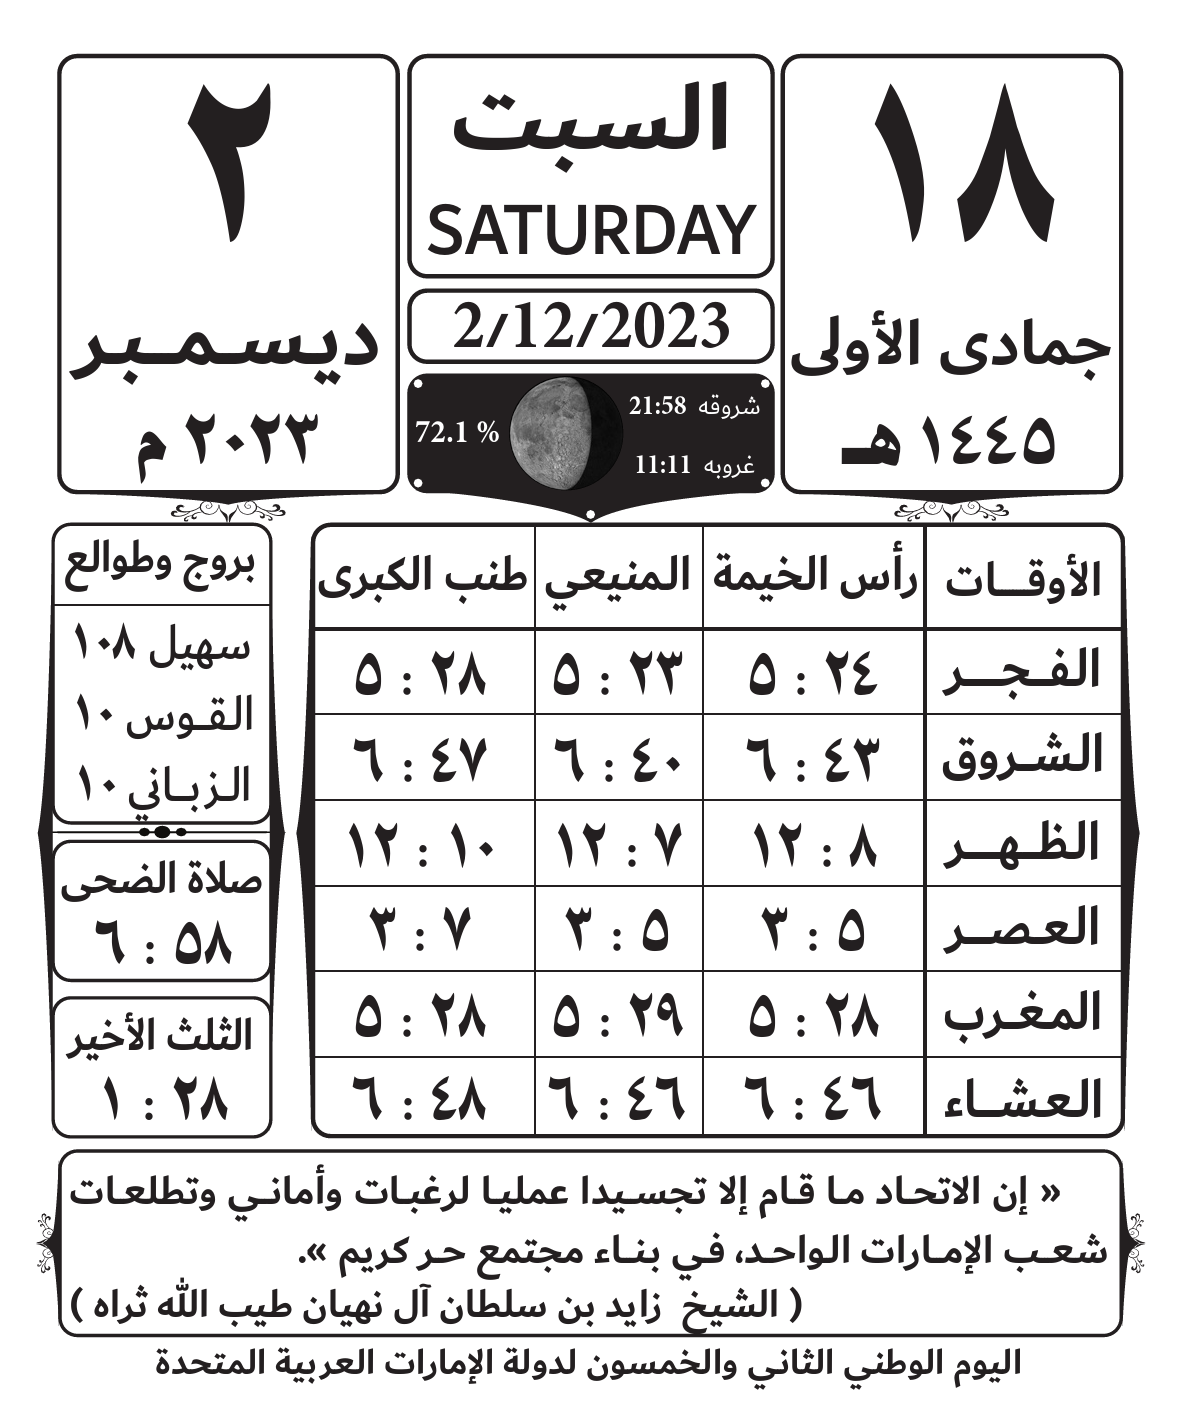 ١٨
جمادى الأولى
١٤٤٥ هـ
السبت
SATURDAY
2/12/2023
شروقه 21:58
غروبه 11:11
72.1 %
٢
ديسمبر
٢٠٢٣ م
الأوقات رأس الخيمة المنيعي طنب الكبرى
الفجر ٢٤ : ٥ ٢٣ : ٥ ٢٨ : ٥
الشروق ٤٣ : ٦ ٤٠ : ٦ ٤٧ : ٦
الظهر ٨ : ١٢ ٧ : ١٢ ١٠ : ١٢
العصر ٥ : ٣ ٥ : ٣ ٧ : ٣
المغرب ٢٨ : ٥ ٢٩ : ٥ ٢٨ : ٥
العشاء ٤٦ : ٦ ٤٦ : ٦ ٤٨ : ٦
بروج وطوالع
سهيل ١٠٨
القوس ١٠
الزباني ١٠
صلاة الضحى
٥٨ : ٦
الثلث الأخير
٢٨ : ١
« إن الاتحاد ما قام إلا تجسيدا عمليا لرغبات وأماني وتطلعات
شعب الإمارات الواحد، في بناء مجتمع حر كريم ».
( الشيخ زايد بن سلطان آل نهيان طيب الله ثراه )
اليوم الوطني الثاني والخمسون لدولة الإمارات العربية المتحدة